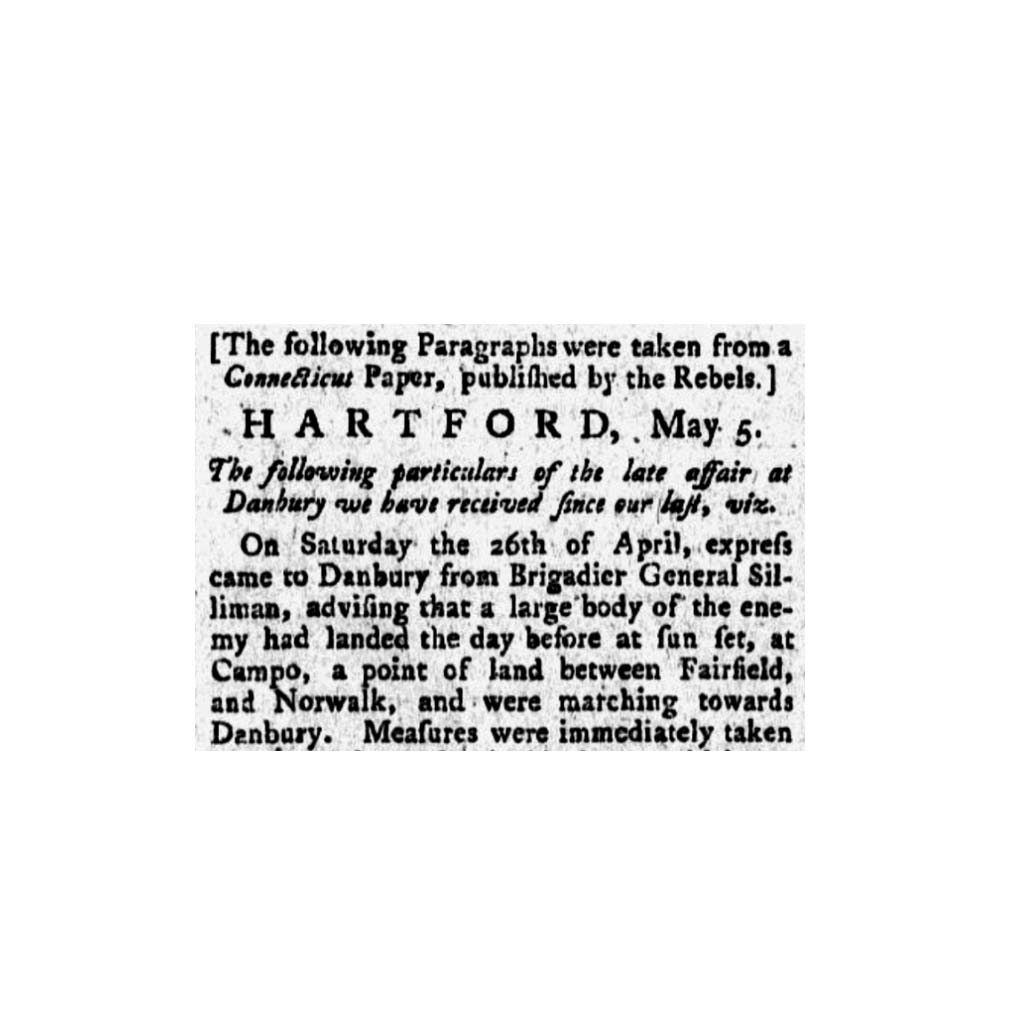 [The following Paragraphs were taken from a
Connecticut Paper, publiſhed by the Rebels.]
HARTFORD, May 5.
The following particulars of the late affair at
Danbury we have received ſince our laſt, viz.
On Saturday the 26th of April, expreſs
came to Danbury from Brigadier General Sil-
liman, adviſing that a large body of the ene-
my had landed the day before at ſun ſet, at
Campo, a point of land between Fairfield,
and Norwalk, and were marching towards
Danbury. Meaſures were immediately taken